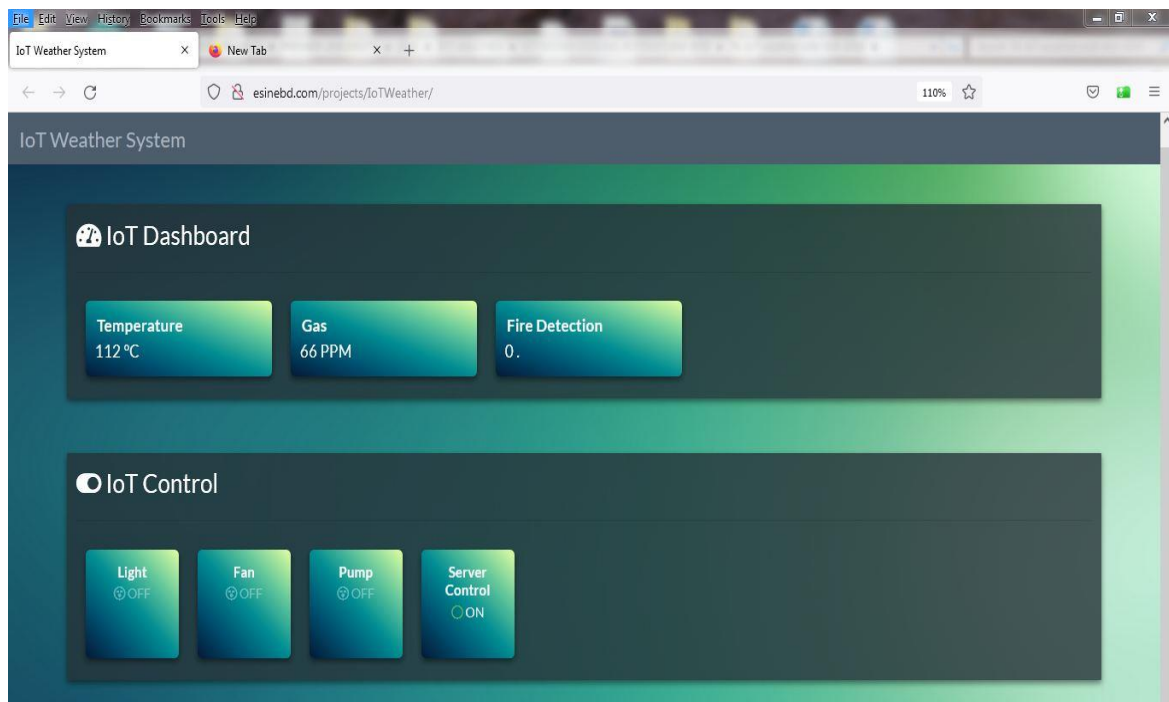 File Edit View History Bookmarks Tools Help
IoT Weather System
New Tab
esinebd.com/projects/IoTWeather/
110%
IoT Weather System
IoT Dashboard
Temperature
112 °C
Gas
66 PPM
Fire Detection
0 .
IoT Control
Light
OFF
Fan
OFF
Pump
OFF
Server
Control
ON